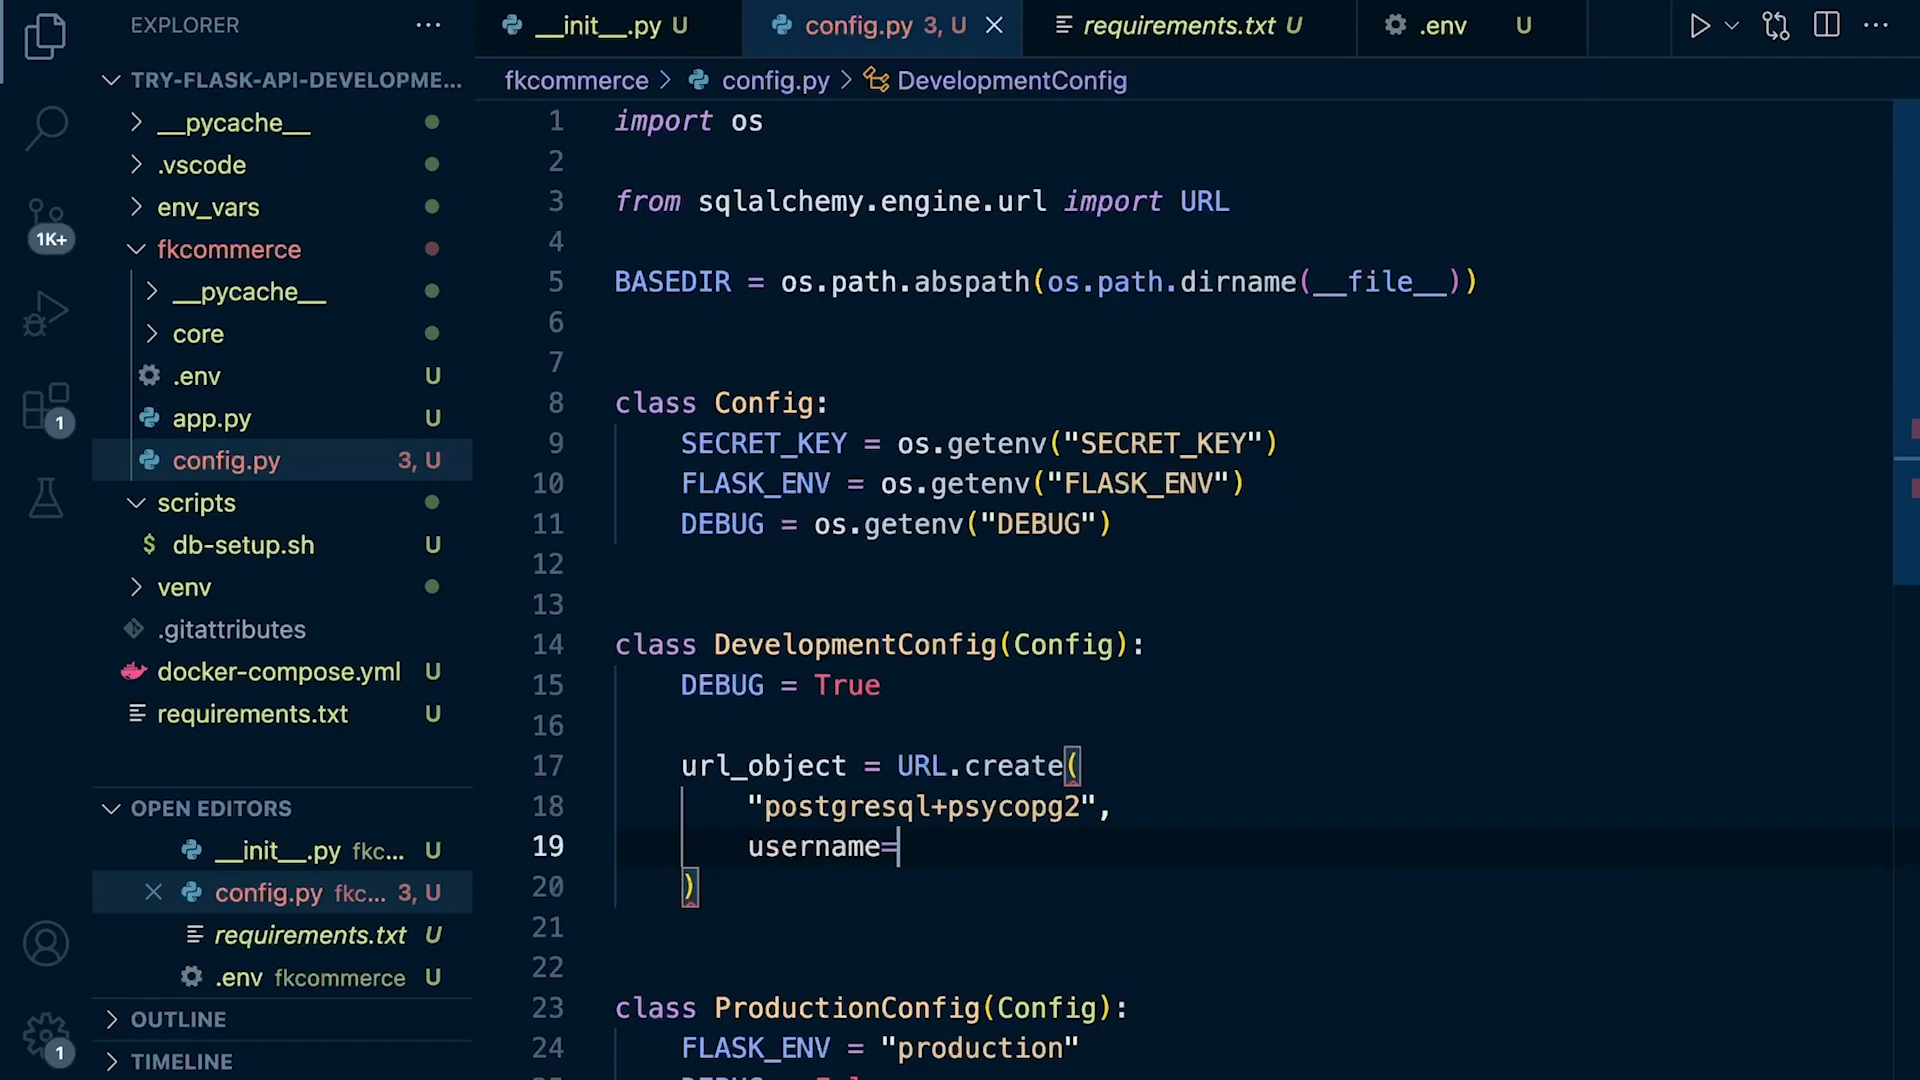 EXPLORER
TRY-FLASK-API-DEVELOPME...
__pycache__
.vscode
env_vars
fkcommerce
__pycache__
core
.env U
app.py U
config.py 3, U
scripts
$ db-setup.sh U
venv
.gitattributes
docker-compose.yml U
requirements.txt U
OPEN EDITORS
__init__.py fkc... U
config.py fkc... 3, U
requirements.txt U
.env fkcommerce U
OUTLINE
TIMELINE
1K+
1
1
__init__.py U
config.py 3, U
requirements.txt U
.env U
fkcommerce > config.py > DevelopmentConfig
1 import os
2
3 from sqlalchemy.engine.url import URL
4
5 BASEDIR = os.path.abspath(os.path.dirname(__file__))
6
7
8 class Config:
9 SECRET_KEY = os.getenv("SECRET_KEY")
10 FLASK_ENV = os.getenv("FLASK_ENV")
11 DEBUG = os.getenv("DEBUG")
12
13
14 class DevelopmentConfig(Config):
15 DEBUG = True
16
17 url_object = URL.create(
18 "postgresql+psycopg2",
19 username=
20 )
21
22
23 class ProductionConfig(Config):
24 FLASK_ENV = "production"